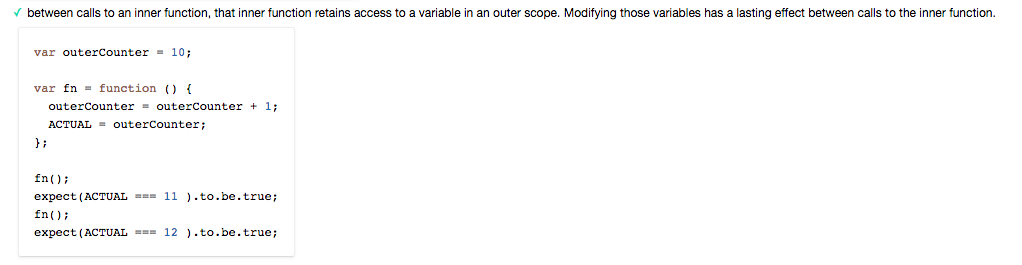 ✓ between calls to an inner function, that inner function retains access to a variable in an outer scope. Modifying those variables has a lasting effect between calls to the inner function.
var outerCounter = 10;
var fn = function () {
  outerCounter = outerCounter + 1;
  ACTUAL = outerCounter;
};
fn();
expect(ACTUAL === 11 ).to.be.true;
fn();
expect(ACTUAL === 12 ).to.be.true;